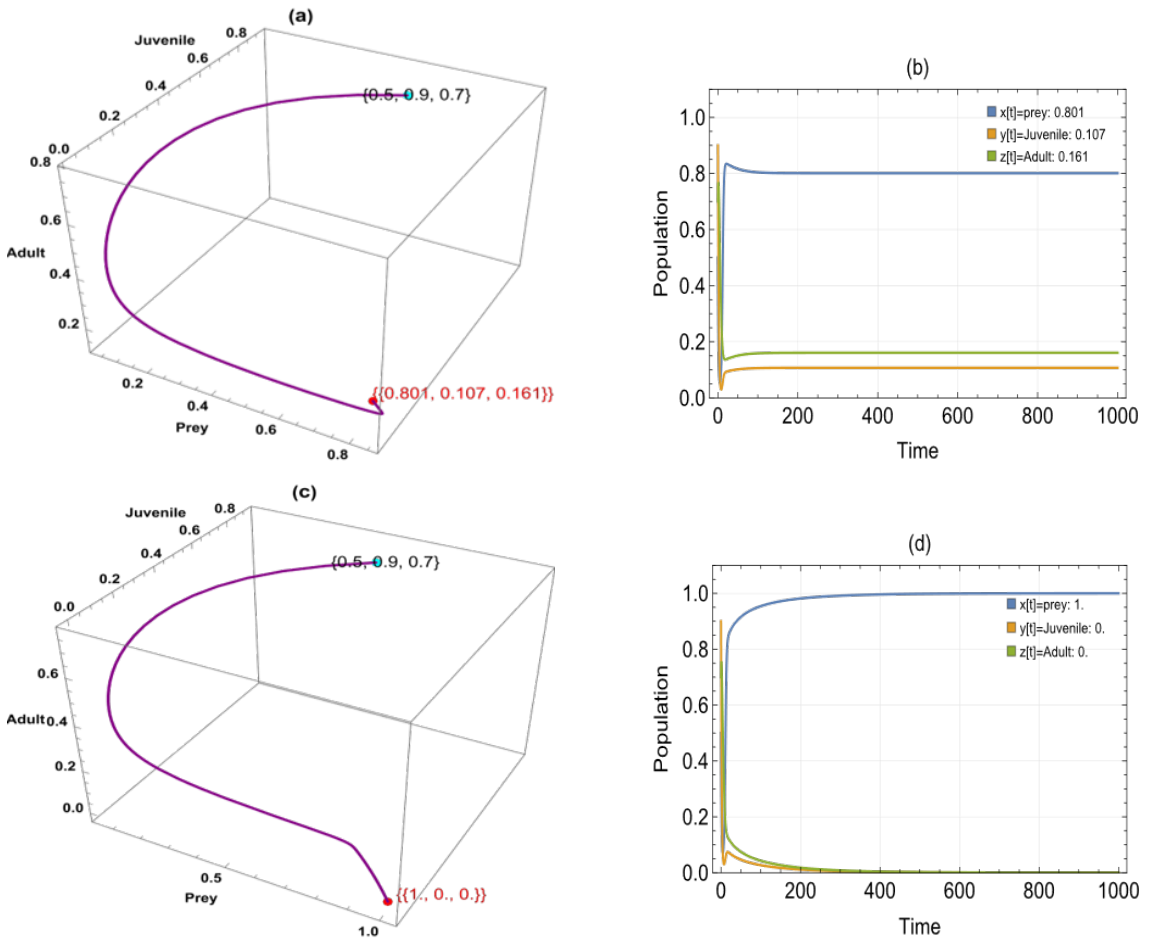 (a)
Juvenile
0.8
0.6
0.4
0.2
0.0
0.8
0.6
Adult
0.4
0.2
0.2
0.4
Prey
0.6
0.8
{0.5, 0.9, 0.7}
{{0.801, 0.107, 0.161}}
(b)
Population
1.0
0.8
0.6
0.4
0.2
0.0
x[t]=prey: 0.801
y[t]=Juvenile: 0.107
z[t]=Adult: 0.161
0 200 400 600 800 1000
Time
(c)
Juvenile
0.8
0.6
0.4
0.2
0.0
0.6
Adult
0.4
0.2
0.0
0.5
Prey
1.0
{0.5, 0.9, 0.7}
{{1., 0., 0.}}
(d)
Population
1.0
0.8
0.6
0.4
0.2
0.0
x[t]=prey: 1.
y[t]=Juvenile: 0.
z[t]=Adult: 0.
0 200 400 600 800 1000
Time